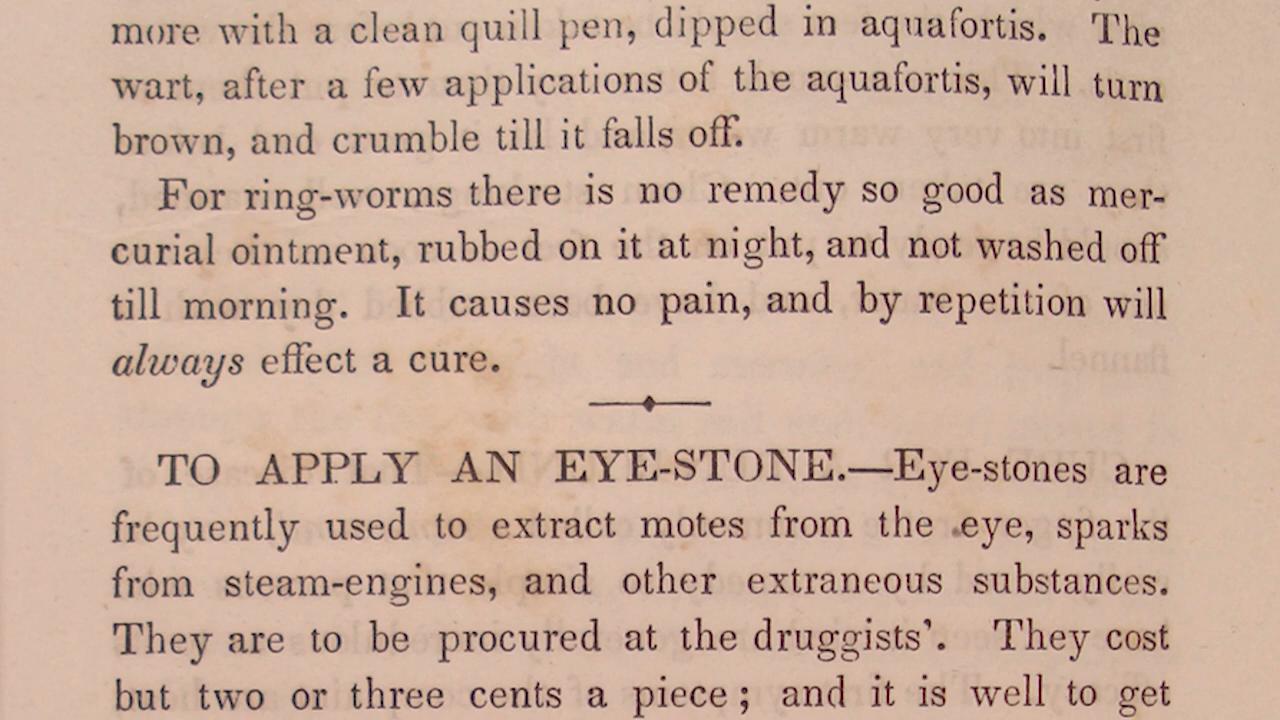 more with a clean quill pen, dipped in aquafortis. The
wart, after a few applications of the aquafortis, will turn
brown, and crumble till it falls off.
For ring-worms there is no remedy so good as mer-
curial ointment, rubbed on it at night, and not washed off
till morning. It causes no pain, and by repetition will
always effect a cure.
TO APPLY AN EYE-STONE.—Eye-stones are
frequently used to extract motes from the eye, sparks
from steam-engines, and other extraneous substances.
They are to be procured at the druggists'. They cost
but two or three cents a piece; and it is well to get